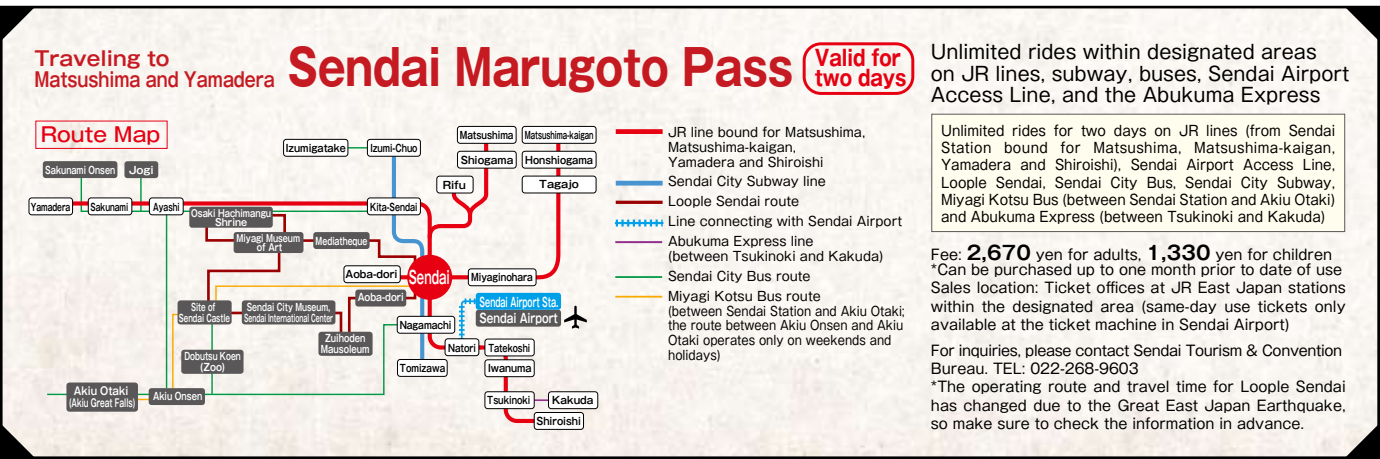 Traveling to
Matsushima and Yamadera
Sendai Marugoto Pass
Valid for
two days
Route Map
Sakunami Onsen
Jogi
Izumigatake
Izumi-Chuo
Matsushima
Matsushima-kaigan
Shiogama
Honshiogama
Rifu
Tagajo
Yamadera
Sakunami
Ayashi
Kita-Sendai
Osaki Hachimangu
Shrine
Miyagi Museum
of Art
Mediatheque
Aoba-dori
Sendai
Miyaginohara
Aoba-dori
Sendai Airport Sta.
Sendai Airport
Site of
Sendai Castle
Sendai City Museum,
Sendai International Center
Nagamachi
Zuihoden
Mausoleum
Natori
Tatekoshi
Dobutsu Koen
(Zoo)
Tomizawa
Iwanuma
Akiu Otaki
(Akiu Great Falls)
Akiu Onsen
Tsukinoki
Kakuda
Shiroishi
JR line bound for Matsushima,
Matsushima-kaigan,
Yamadera and Shiroishi
Sendai City Subway line
Loople Sendai route
Line connecting with Sendai Airport
Abukuma Express line
(between Tsukinoki and Kakuda)
Sendai City Bus route
Miyagi Kotsu Bus route
(between Sendai Station and Akiu Otaki;
the route between Akiu Onsen and Akiu
Otaki operates only on weekends and
holidays)
Unlimited rides within designated areas
on JR lines, subway, buses, Sendai Airport
Access Line, and the Abukuma Express
Unlimited rides for two days on JR lines (from Sendai
Station bound for Matsushima, Matsushima-kaigan,
Yamadera and Shiroishi), Sendai Airport Access Line,
Loople Sendai, Sendai City Bus, Sendai City Subway,
Miyagi Kotsu Bus (between Sendai Station and Akiu Otaki)
and Abukuma Express (between Tsukinoki and Kakuda)
Fee: 2,670 yen for adults, 1,330 yen for children
*Can be purchased up to one month prior to date of use
Sales location: Ticket offices at JR East Japan stations
within the designated area (same-day use tickets only
available at the ticket machine in Sendai Airport)
For inquiries, please contact Sendai Tourism & Convention
Bureau. TEL: 022-268-9603
*The operating route and travel time for Loople Sendai
has changed due to the Great East Japan Earthquake,
so make sure to check the information in advance.